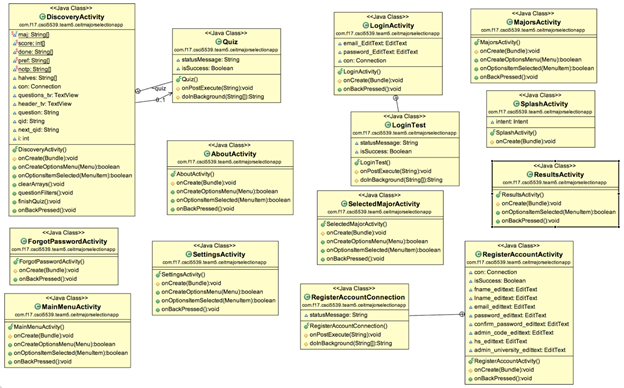 <<Java Class>>
DiscoveryActivity
com.f17.csci5539.team6.ceitmajorselectionapp
maj: String[]
score: int[]
done: String[]
pref: String[]
notp: String[]
halves: String[]
con: Connection
questions_tv: TextView
header_tv: TextView
question: String
qid: String
next_qid: String
i: int
DiscoveryActivity()
onCreate(Bundle):void
onCreateOptionsMenu(Menu):boolean
onOptionsItemSelected(MenuItem):boolean
clearArrays():void
questionFilters():void
finishQuiz():void
onBackPressed():void
~quiz
0..1
<<Java Class>>
Quiz
com.f17.csci5539.team6.ceitmajorselectionapp
statusMessage: String
isSuccess: Boolean
Quiz()
onPostExecute(String):void
doInBackground(String[]):String
<<Java Class>>
LoginActivity
com.f17.csci5539.team6.ceitmajorselectionapp
email_EditText: EditText
password_EditText: EditText
con: Connection
LoginActivity()
onCreate(Bundle):void
onBackPressed():void
<<Java Class>>
MajorsActivity
com.f17.csci5539.team6.ceitmajorselectionapp
MajorsActivity()
onCreate(Bundle):void
onCreateOptionsMenu(Menu):boolean
onOptionsItemSelected(MenuItem):boolean
onBackPressed():void
<<Java Class>>
SplashActivity
com.f17.csci5539.team6.ceitmajorselectionapp
intent: Intent
SplashActivity()
onCreate(Bundle):void
<<Java Class>>
LoginTest
com.f17.csci5539.team6.ceitmajorselectionapp
statusMessage: String
isSuccess: Boolean
LoginTest()
onPostExecute(String):void
doInBackground(String[]):String
<<Java Class>>
AboutActivity
com.f17.csci5539.team6.ceitmajorselectionapp
AboutActivity()
onCreate(Bundle):void
onCreateOptionsMenu(Menu):boolean
onOptionsItemSelected(MenuItem):boolean
onBackPressed():void
<<Java Class>>
ResultsActivity
com.f17.csci5539.team6.ceitmajorselectionapp
ResultsActivity()
onCreate(Bundle):void
onOptionsItemSelected(MenuItem):boolean
onBackPressed():void
<<Java Class>>
SelectedMajorActivity
com.f17.csci5539.team6.ceitmajorselectionapp
SelectedMajorActivity()
onCreate(Bundle):void
onCreateOptionsMenu(Menu):boolean
onOptionsItemSelected(MenuItem):boolean
onBackPressed():void
<<Java Class>>
ForgotPasswordActivity
com.f17.csci5539.team6.ceitmajorselectionapp
ForgotPasswordActivity()
onCreate(Bundle):void
onBackPressed():void
<<Java Class>>
SettingsActivity
com.f17.csci5539.team6.ceitmajorselectionapp
SettingsActivity()
onCreate(Bundle):void
onCreateOptionsMenu(Menu):boolean
onOptionsItemSelected(MenuItem):boolean
onBackPressed():void
<<Java Class>>
RegisterAccountActivity
com.f17.csci5539.team6.ceitmajorselectionapp
con: Connection
isSuccess: Boolean
fname_edittext: EditText
lname_edittext: EditText
email_edittext: EditText
password_edittext: EditText
confirm_password_edittext: EditText
admin_code_edittext: EditText
hs_edittext: EditText
admin_university_edittext: EditText
RegisterAccountActivity()
onCreate(Bundle):void
onBackPressed():void
<<Java Class>>
RegisterAccountConnection
com.f17.csci5539.team6.ceitmajorselectionapp
statusMessage: String
RegisterAccountConnection()
onPostExecute(String):void
doInBackground(String[]):String
<<Java Class>>
MainMenuActivity
com.f17.csci5539.team6.ceitmajorselectionapp
MainMenuActivity()
onCreate(Bundle):void
onCreateOptionsMenu(Menu):boolean
onOptionsItemSelected(MenuItem):boolean
onBackPressed():void